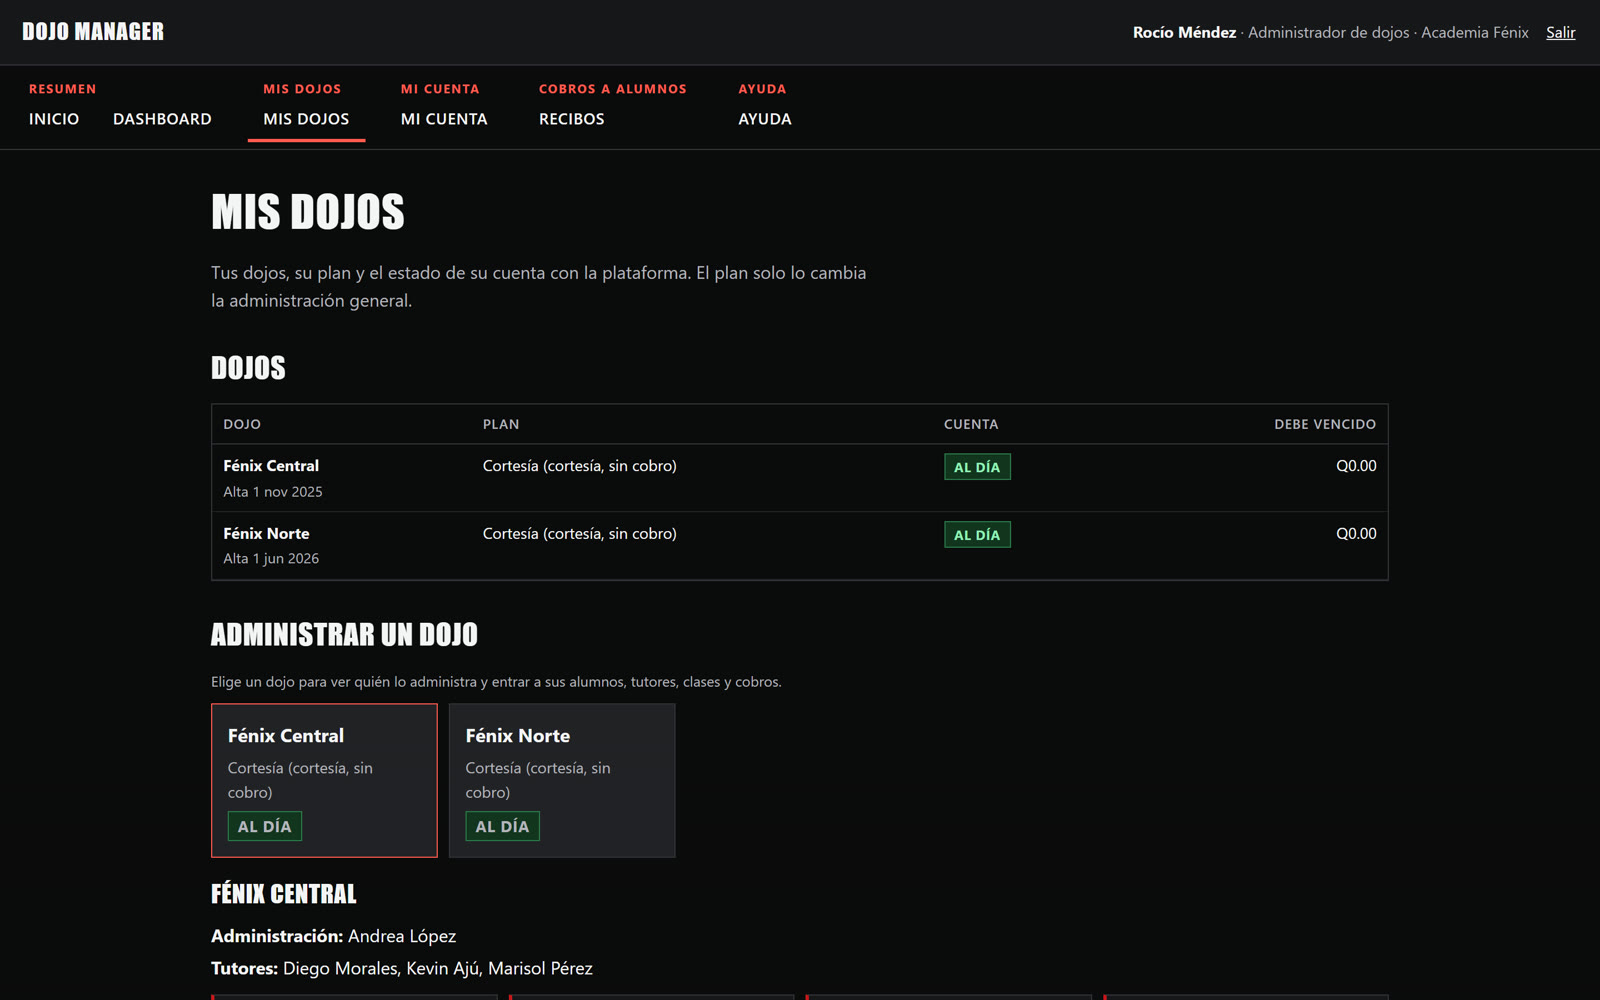 DOJO MANAGER
Rocío Méndez · Administrador de dojos · Academia Fénix Salir
RESUMEN MIS DOJOS MI CUENTA COBROS A ALUMNOS AYUDA
INICIO DASHBOARD MIS DOJOS MI CUENTA RECIBOS AYUDA
MIS DOJOS
Tus dojos, su plan y el estado de su cuenta con la plataforma. El plan solo lo cambia
la administración general.
DOJOS
DOJO PLAN CUENTA DEBE VENCIDO
Fénix Central Cortesía (cortesía, sin cobro) AL DÍA Q0.00
Alta 1 nov 2025
Fénix Norte Cortesía (cortesía, sin cobro) AL DÍA Q0.00
Alta 1 jun 2026
ADMINISTRAR UN DOJO
Elige un dojo para ver quién lo administra y entrar a sus alumnos, tutores, clases y cobros.
Fénix Central
Cortesía (cortesía, sin
cobro)
AL DÍA
Fénix Norte
Cortesía (cortesía, sin
cobro)
AL DÍA
FÉNIX CENTRAL
Administración: Andrea López
Tutores: Diego Morales, Kevin Ajú, Marisol Pérez